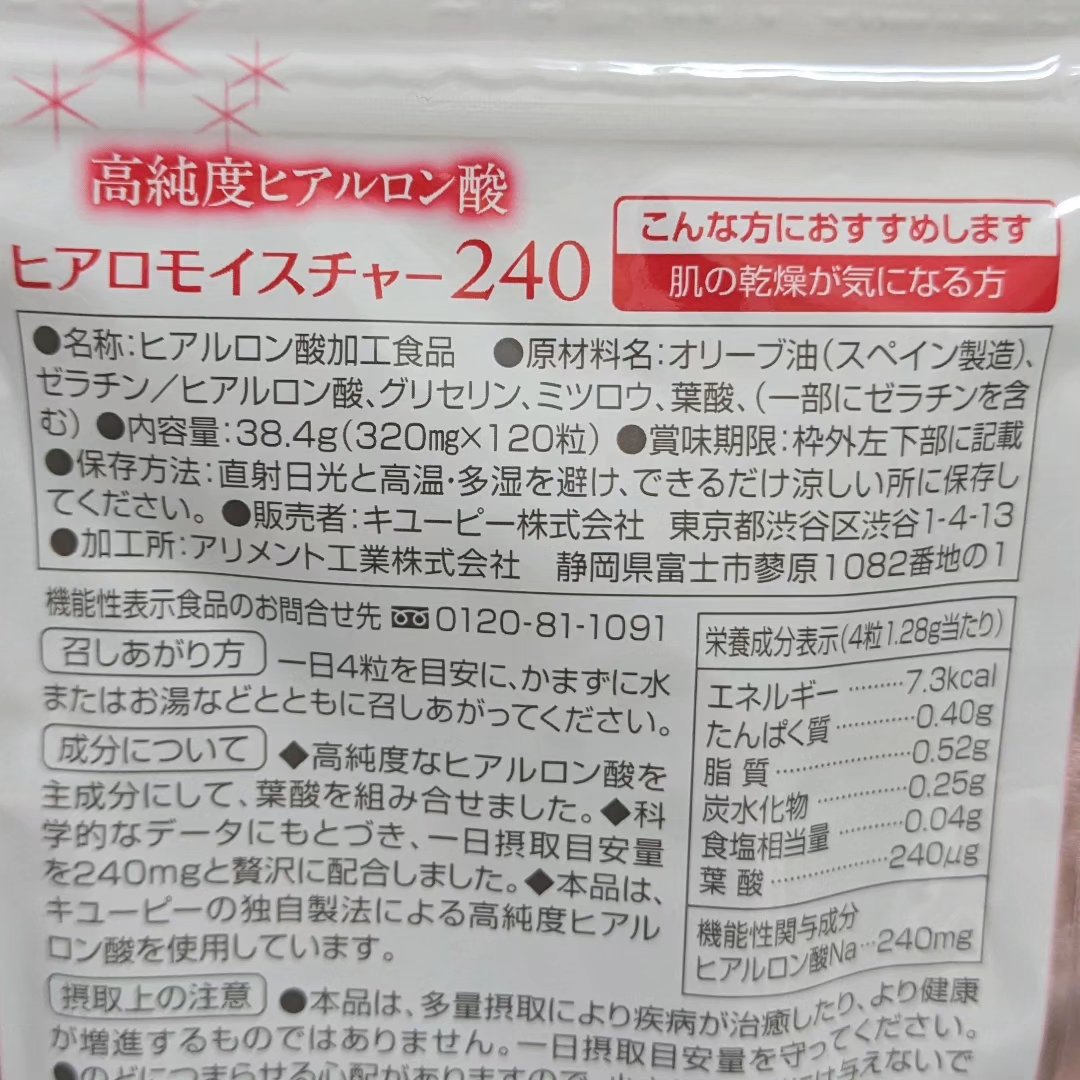 高純度ヒアルロン酸
ヒアロモイスチャー240
こんな方におすすめします
肌の乾燥が気になる方
●名称:ヒアルロン酸加工食品　●原材料名:オリーブ油(スペイン製造)、
ゼラチン/ヒアルロン酸、グリセリン、ミツロウ、葉酸、(一部にゼラチンを含
む) ●内容量:38.4g(320㎎×120粒) ●賞味期限:枠外左下部に記載
●保存方法:直射日光と高温・多湿を避け、できるだけ涼しい所に保存し
てください。 ●販売者:キユーピー株式会社　東京都渋谷区渋谷1-4-13
●加工所:アリメント工業株式会社　静岡県富士市蓼原1082番地の1
機能性表示食品のお問合せ先 0120-81-1091
召しあがり方 一日4粒を目安に、かまずに水
またはお湯などとともに召しあがってください。
成分について ◆高純度なヒアルロン酸を
主成分にして、葉酸を組み合せました。◆科
学的なデータにもとづき、一日摂取目安量
を240mgと贅沢に配合しました。◆本品は、
キユーピーの独自製法による高純度ヒアル
ロン酸を使用しています。
栄養成分表示(4粒1.28g当たり)
エネルギー………7.3kcal
たんぱく質…………0.40g
脂質………………0.52g
炭水化物…………0.25g
食塩相当量………0.04g
葉酸……………240μg
機能性関与成分
ヒアルロン酸Na…240mg
摂取上の注意 ●本品は、多量摂取により疾病が治癒したり、より健康
が増進するものではありません。一日摂取目安量を守ってください。
●のどにつまらせる心配がありますので、 与えないで